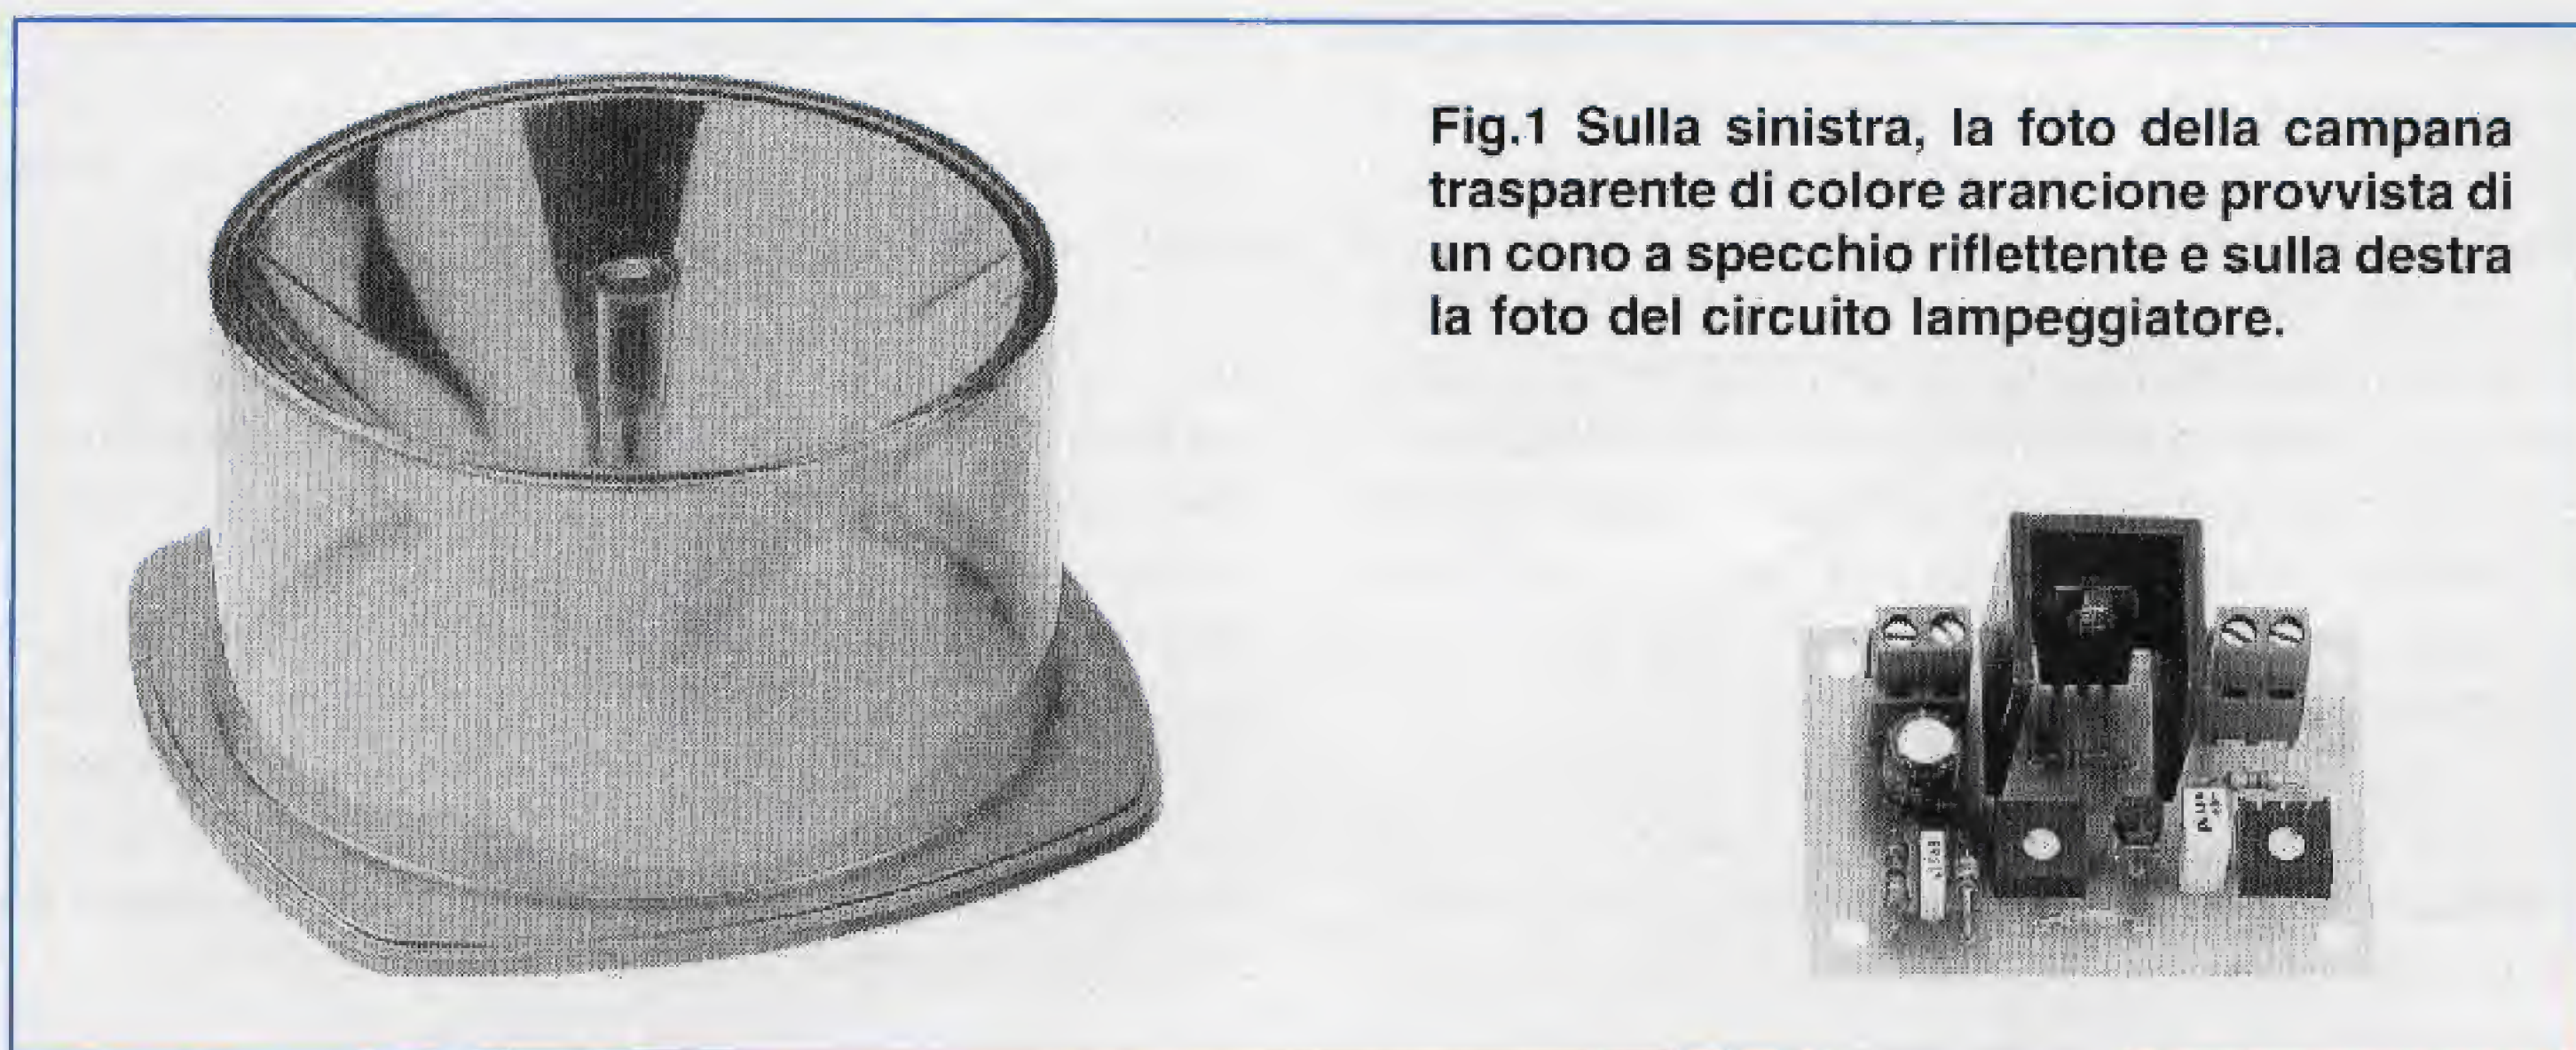 Fig.1 Sulla sinistra, la foto della campana
trasparente di colore arancione provvista di
un cono a specchio riflettente e sulla destra
la foto del circuito lampeggiatore.